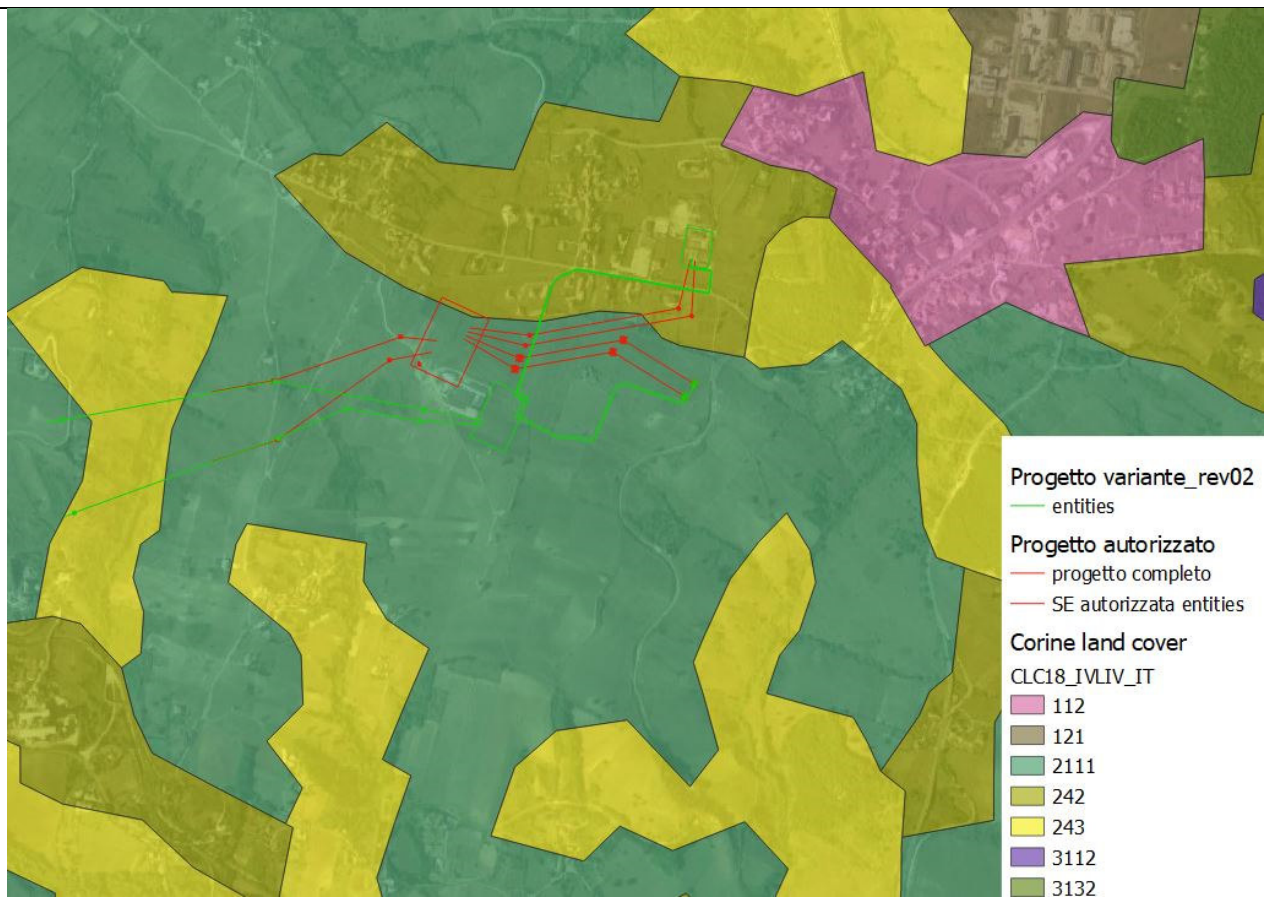 Progetto variante_rev02
entities
Progetto autorizzato
progetto completo
SE autorizzata entities
Corine land cover
CLC18_IVLIV_IT
112
121
2111
242
243
3112
3132